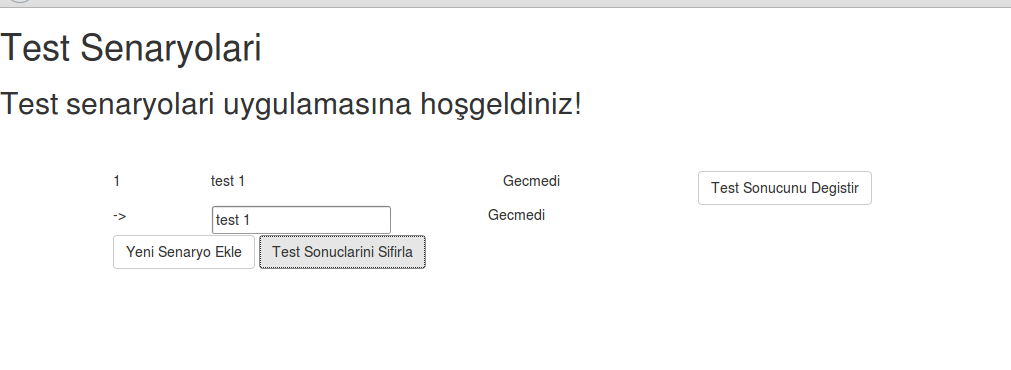 Test Senaryolari
Test senaryolari uygulamasına hoşgeldiniz!
1 test 1 Gecmedi Test Sonucunu Degistir
-> test 1 Gecmedi
Yeni Senaryo Ekle Test Sonuclarini Sifirla